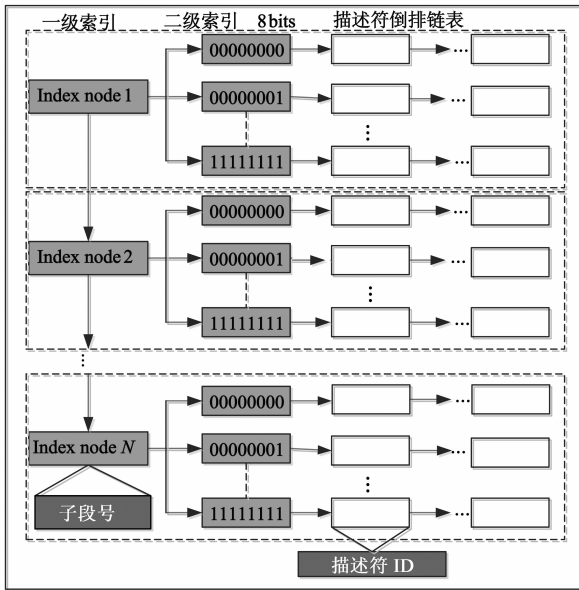 一级索引 二级索引 8bits 描述符倒排链表
00000000 ...
Index node 1 00000001 ...
⋮
11111111 ...
00000000 ...
Index node 2 00000001 ...
⋮
11111111 ...
⋮
00000000 ...
Index node N 00000001 ...
⋮
子段号 11111111 ...
描述符 ID